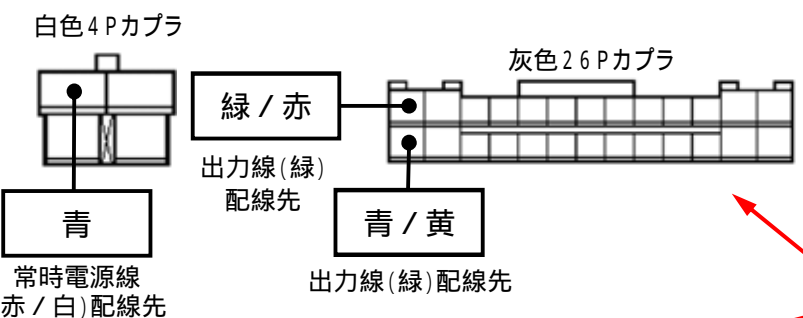 白色4Pカプラ
灰色26Pカプラ
緑/赤
出力線(緑)
配線先
青
青/黄
常時電源線
赤/白)配線先
出力線(緑)配線先